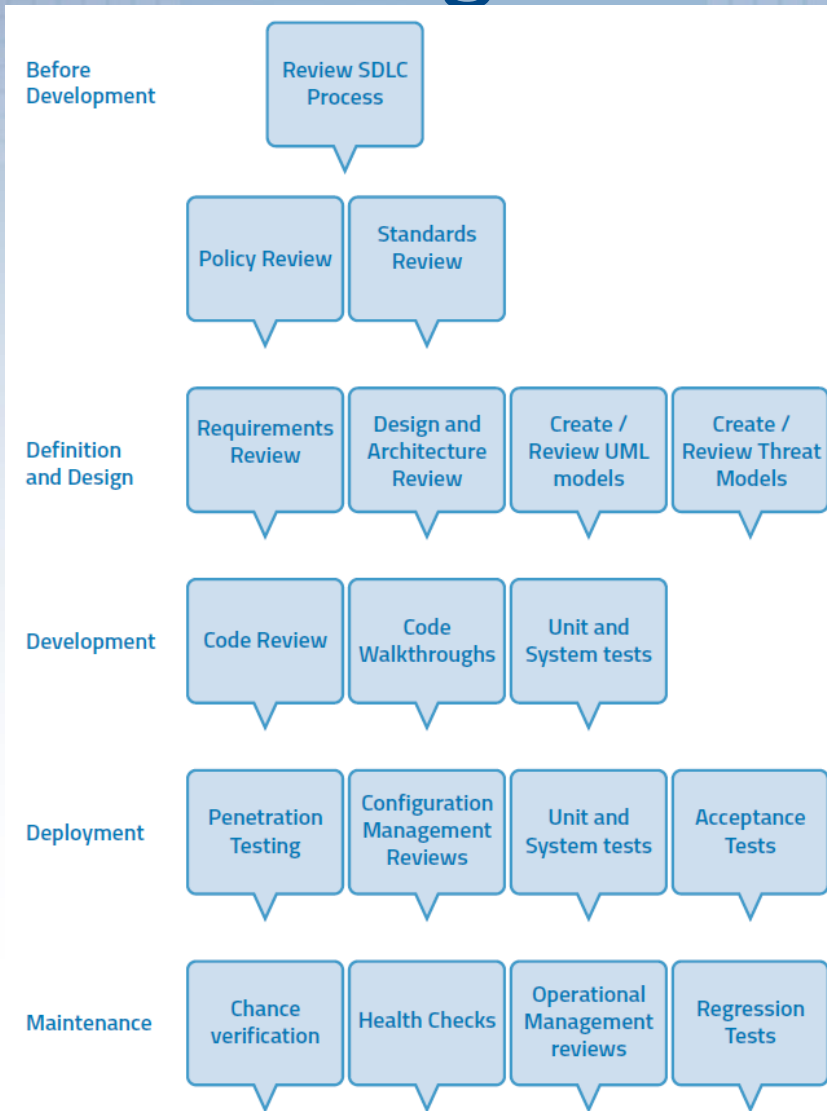 Before
Development
Review SDLC
Process
Policy Review
Standards
Review
Definition
and Design
Requirements
Review
Design and
Architecture
Review
Create /
Review UML
models
Create /
Review Threat
Models
Development
Code Review
Code
Walkthroughs
Unit and
System tests
Deployment
Penetration
Testing
Configuration
Management
Reviews
Unit and
System tests
Acceptance
Tests
Maintenance
Chance
verification
Health Checks
Operational
Management
reviews
Regression
Tests